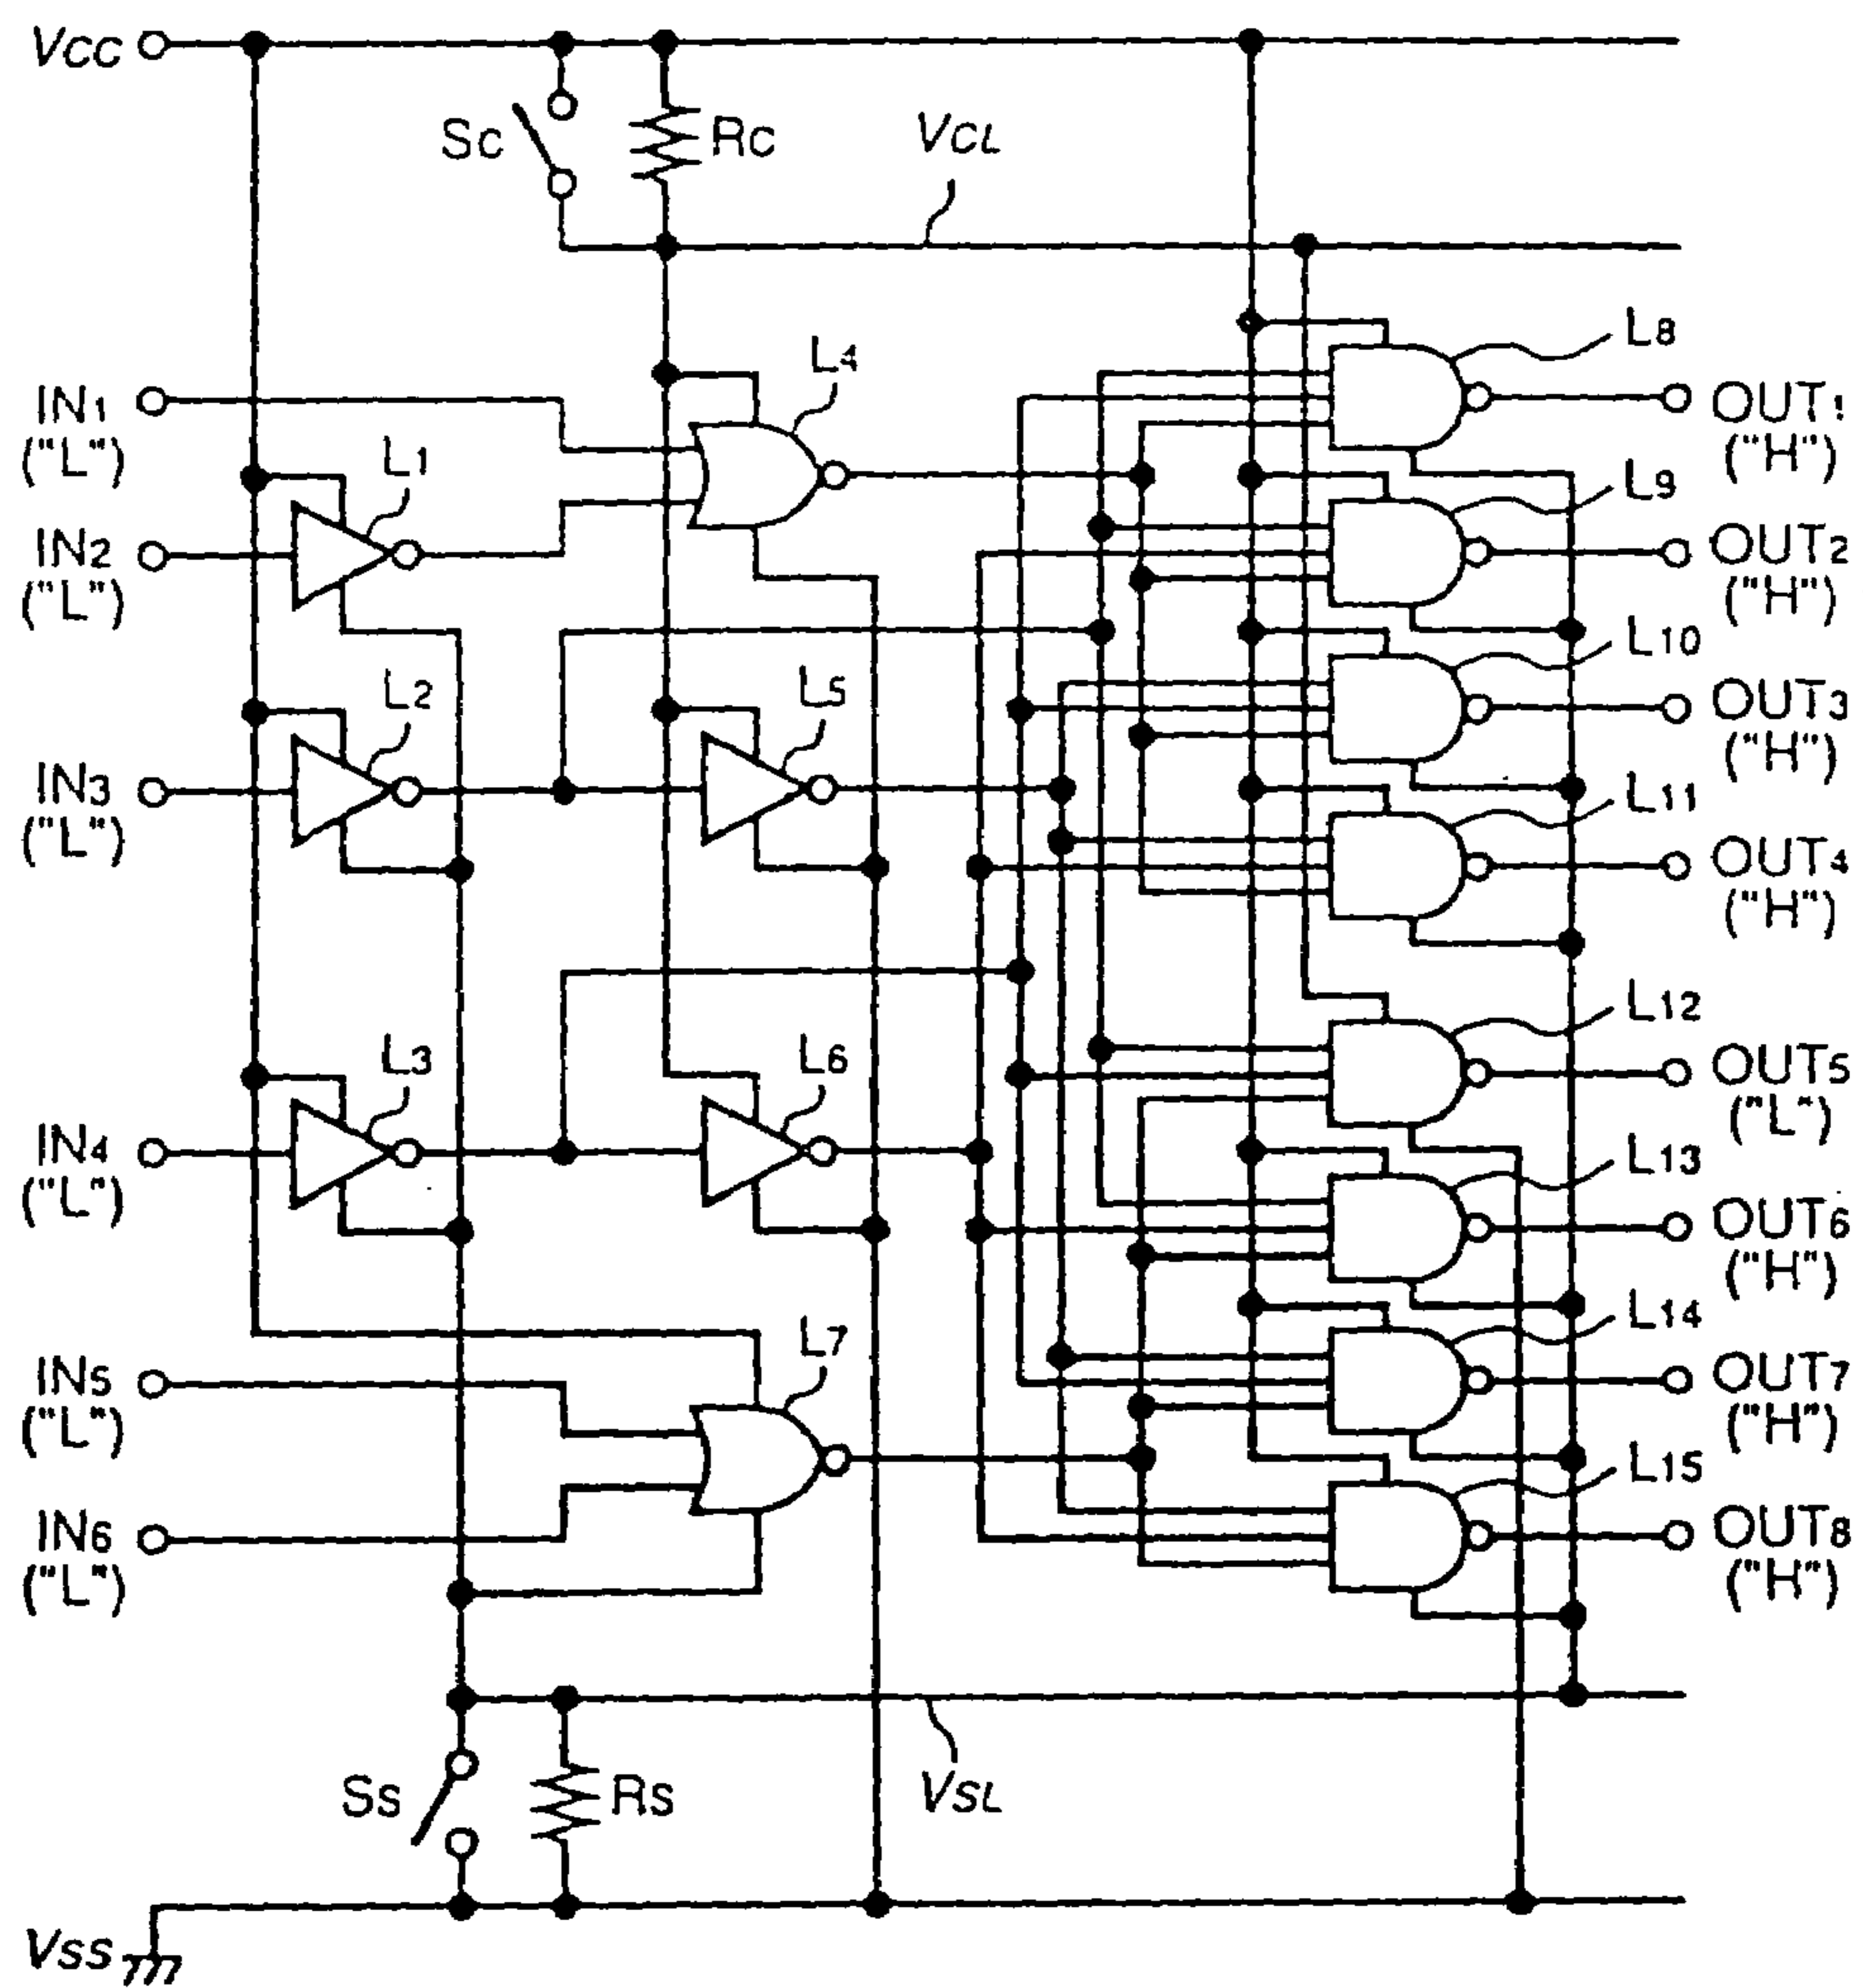 VCC
SC
RC
VCL
L8
L4
IN1
("L")
OUT1
("H")
L1
L9
IN2
("L")
OUT2
("H")
L10
L2
L5
OUT3
("H")
IN3
("L")
L11
OUT4
("H")
L12
L3
L6
OUT5
("L")
IN4
("L")
L13
OUT6
("H")
L14
L7
IN5
("L")
OUT7
("H")
L15
IN6
("L")
OUT8
("H")
SS
RS
VSL
VSS